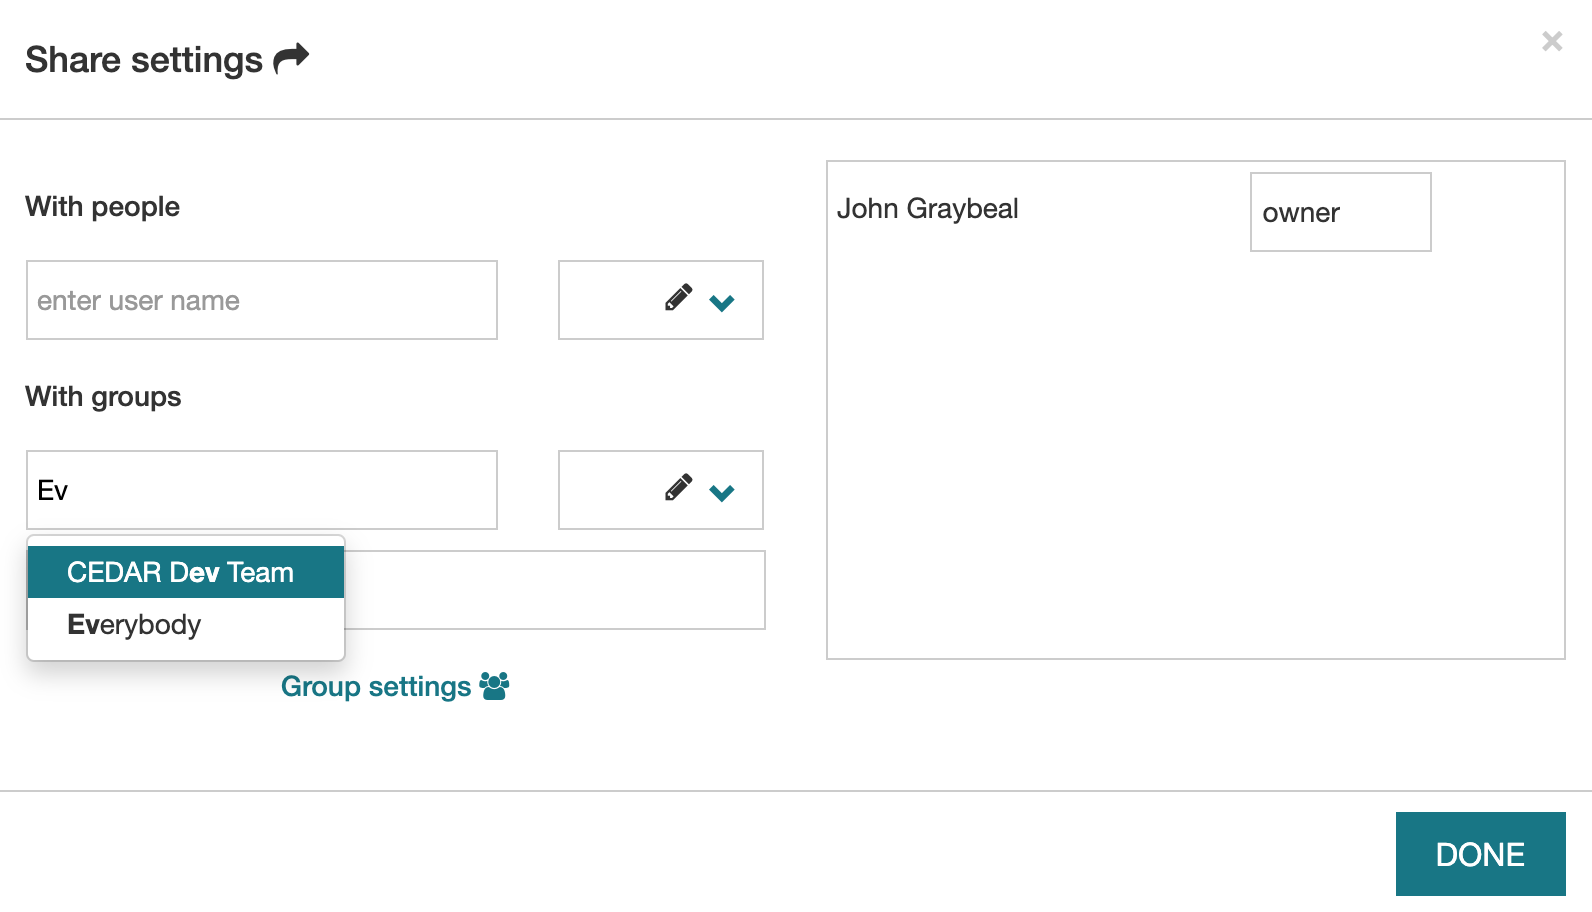 Share settings
×
With people
enter user name
With groups
Ev
CEDAR Dev Team
Everybody
Group settings
John Graybeal
owner
DONE